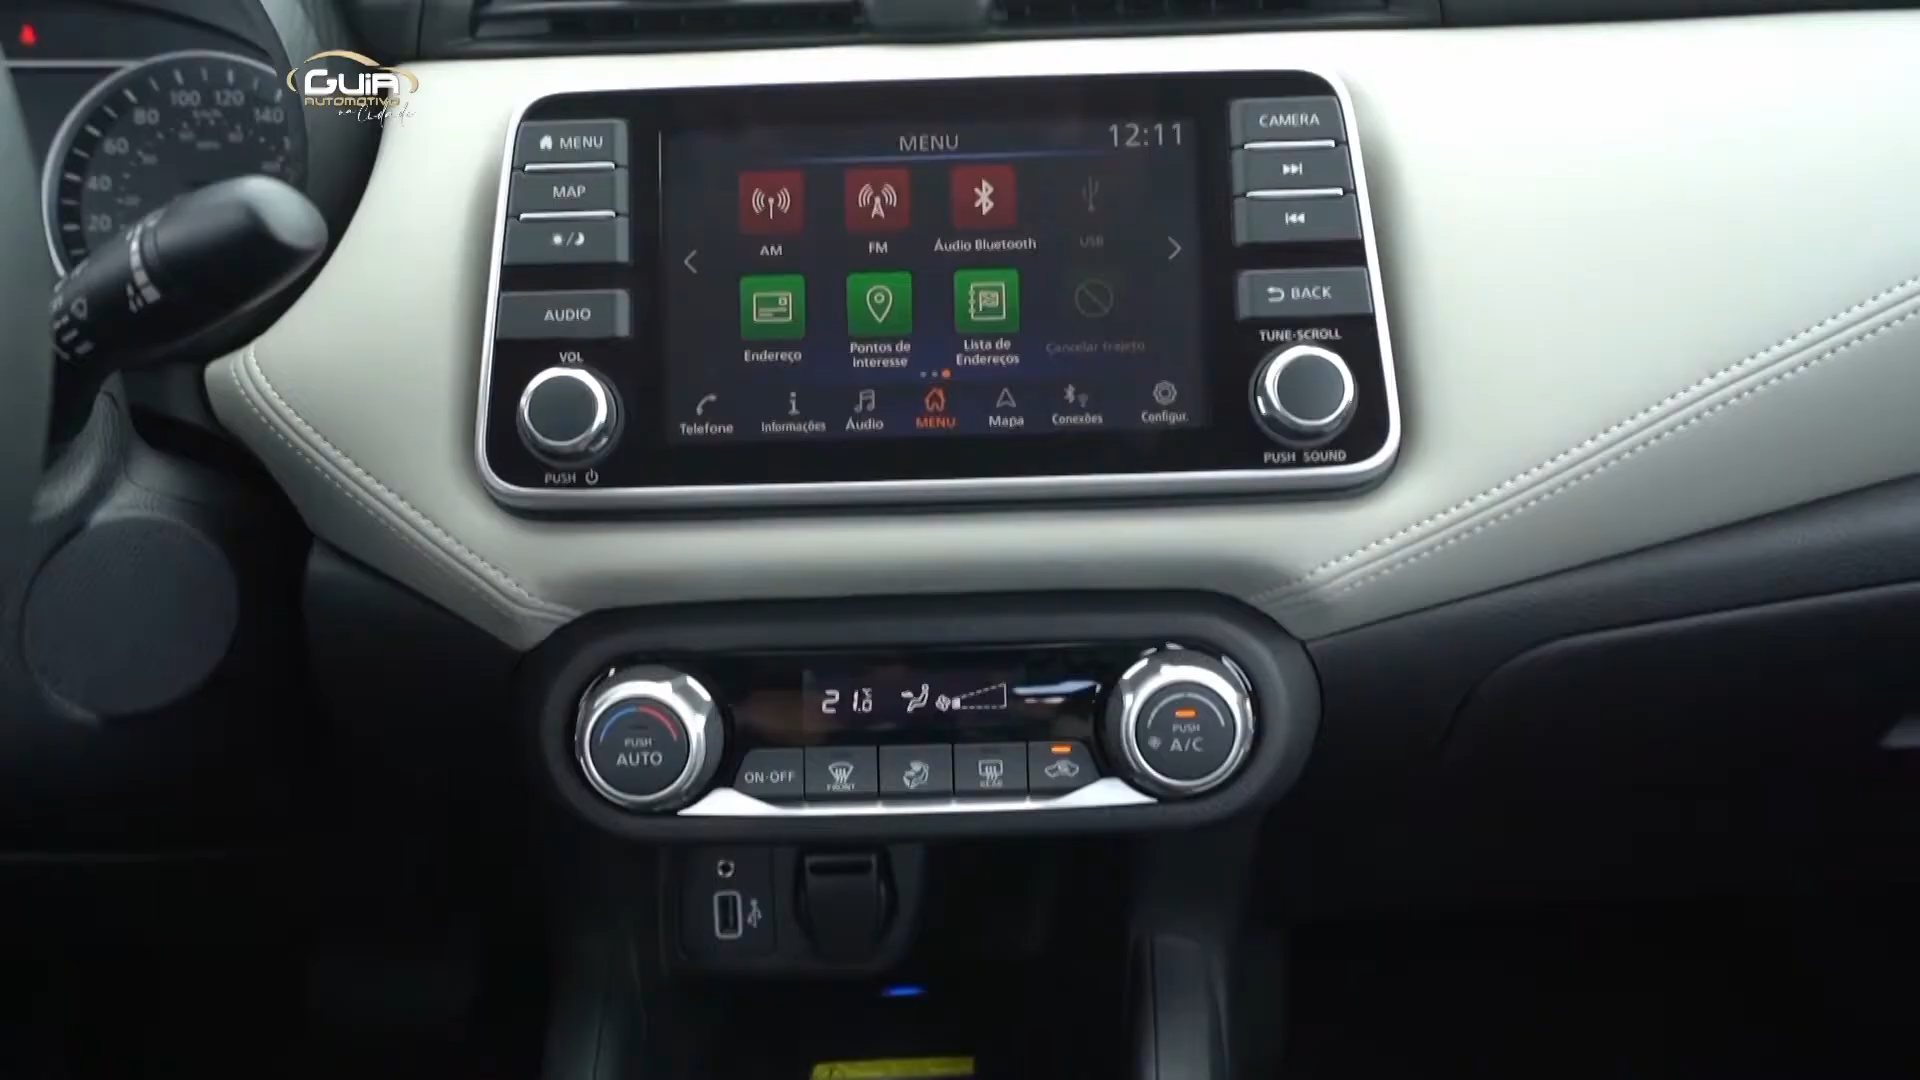 GUIA
AUTOMOTIVO
na Cidade
80
100
120
140
60
40
20
MENU
MAP
AUDIO
VOL
PUSH
MENU
12:11
AM
FM
Áudio Bluetooth
USB
Endereço
Pontos de
Interesse
Lista de
Endereços
Cancelar trajeto
Telefone
Informações
Áudio
MENU
Mapa
Conexões
Configur.
CAMERA
BACK
TUNE·SCROLL
PUSH SOUND
21.0
PUSH
AUTO
ON·OFF
FRONT
REAR
PUSH
A/C